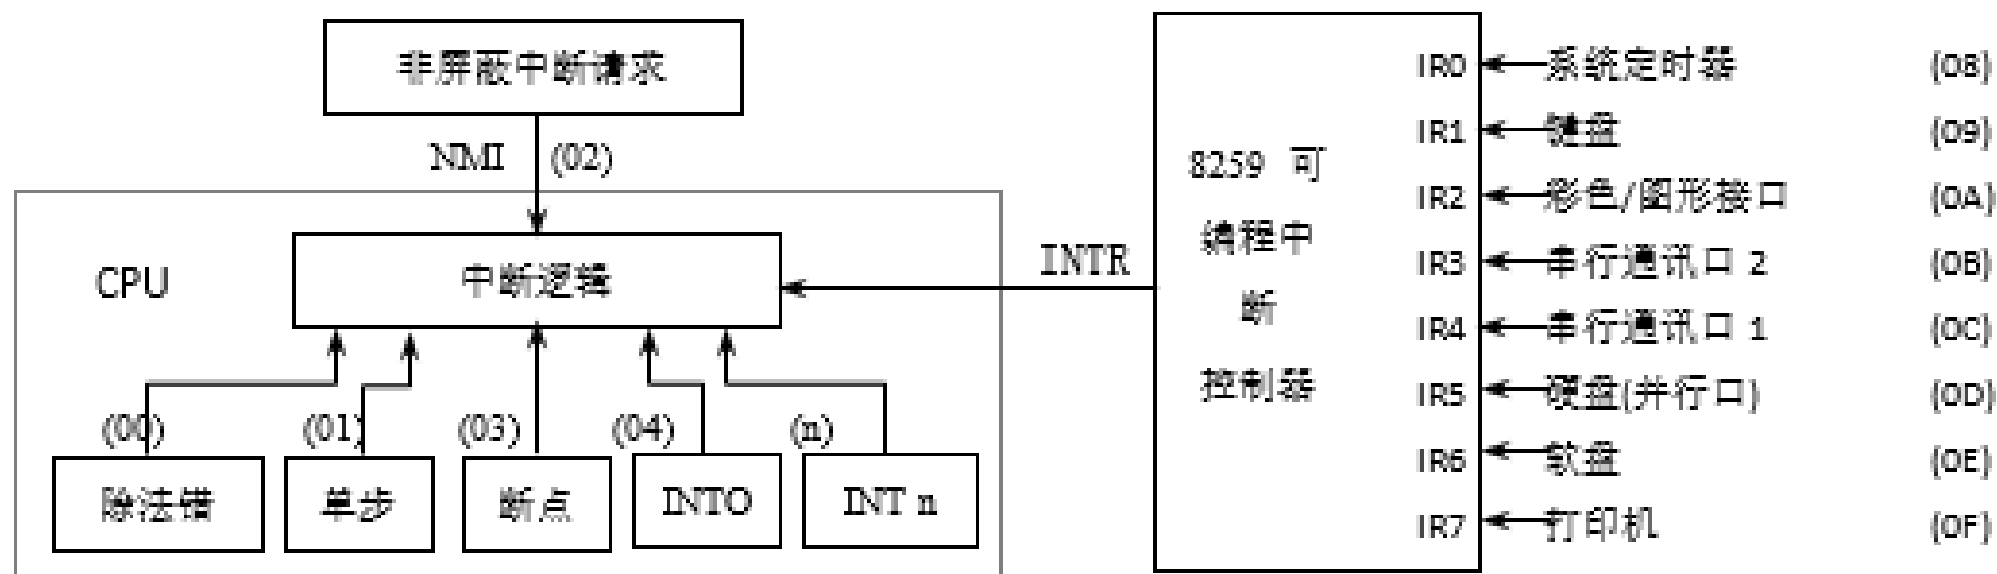 非屏蔽中断请求
NMI (02)
CPU
中断逻辑
INTR
(00) (01) (03) (04) (n)
除法错 单步 断点 INTO INT n
8259 可
编程中
断
控制器
IR0 系统定时器 (08)
IR1 键盘 (09)
IR2 彩色/图形接口 (0A)
IR3 串行通讯口 2 (0B)
IR4 串行通讯口 1 (0C)
IR5 硬盘(并行口) (0D)
IR6 软盘 (0E)
IR7 打印机 (0F)